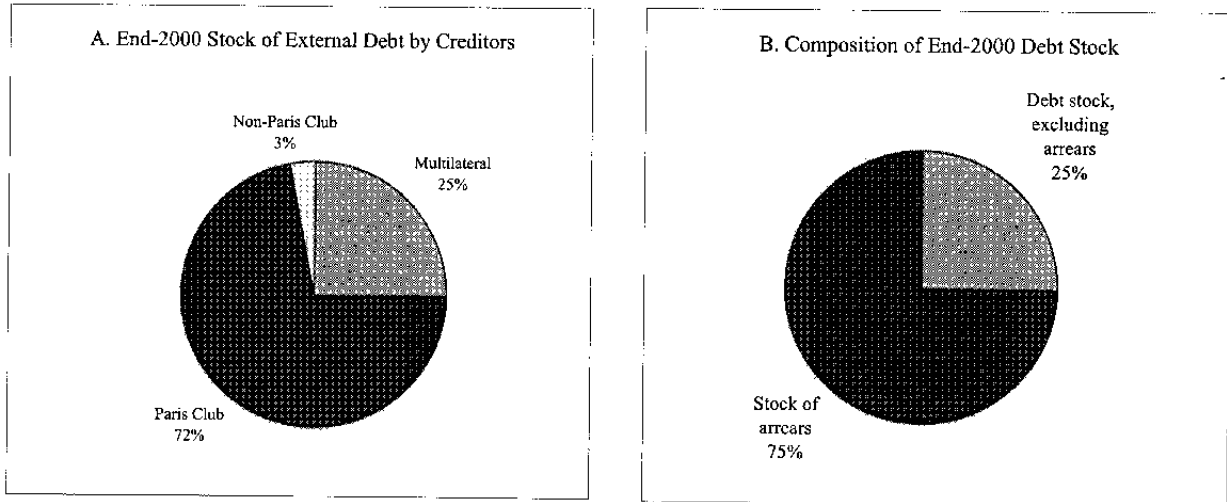 A. End-2000 Stock of External Debt by Creditors
Non-Paris Club
3%
Multilateral
25%
Paris Club
72%
B. Composition of End-2000 Debt Stock
Debt stock,
excluding
arrears
25%
Stock of
arrears
75%